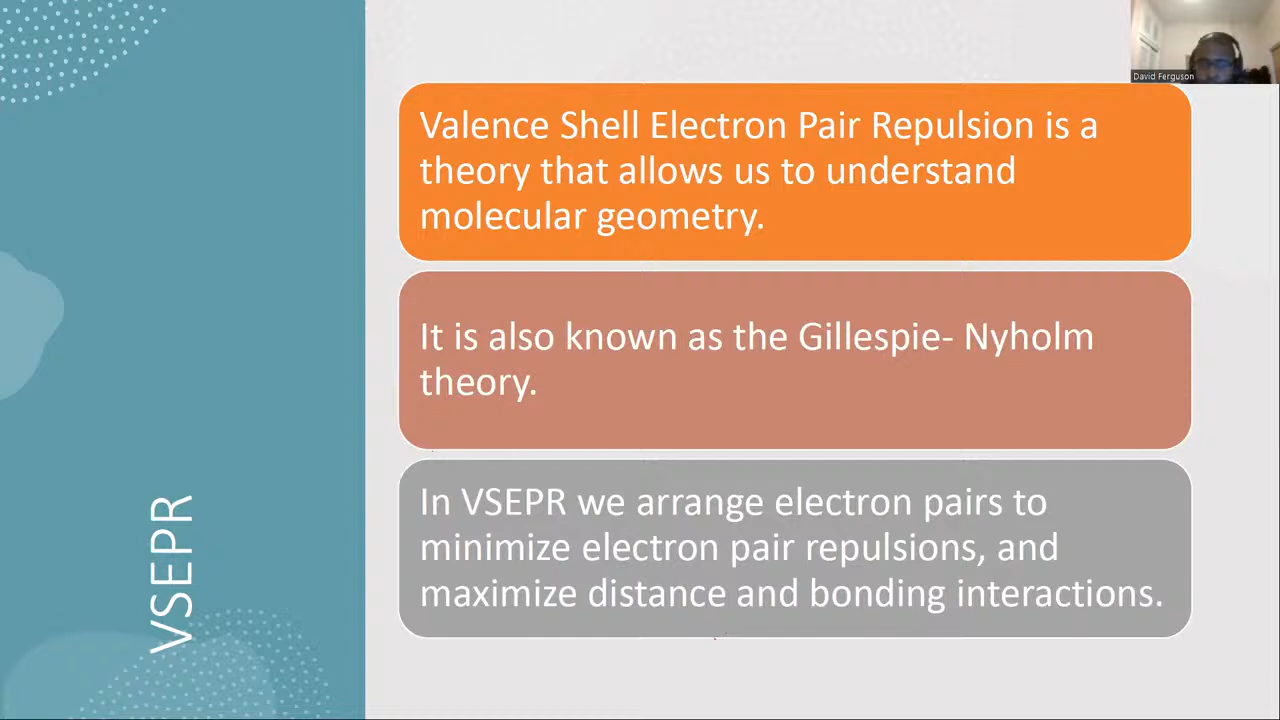 David Ferguson
Valence Shell Electron Pair Repulsion is a
theory that allows us to understand
molecular geometry.
It is also known as the Gillespie- Nyholm
theory.
In VSEPR we arrange electron pairs to
minimize electron pair repulsions, and
maximize distance and bonding interactions.
VSEPR